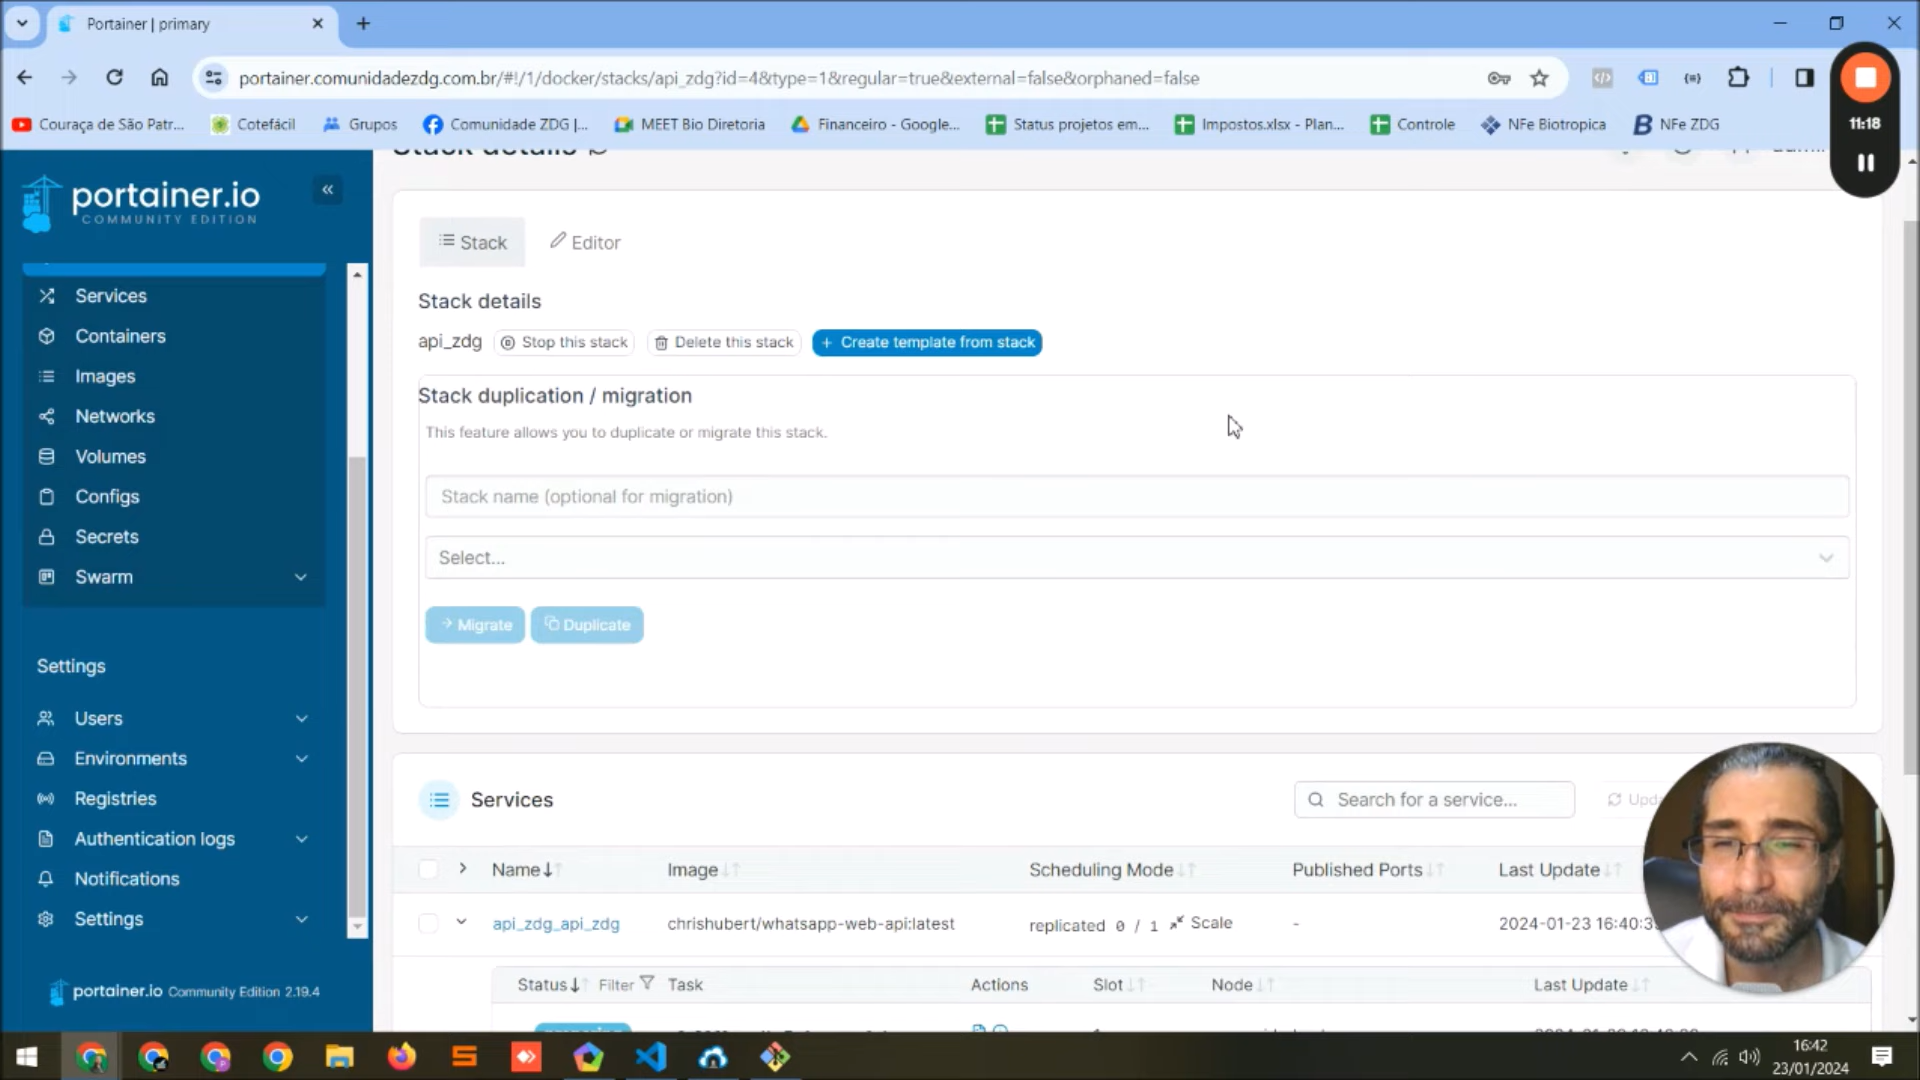 Portainer | primary
portainer.comunidadezdg.com.br/#!/1/docker/stacks/api_zdg?id=4&type=1&regular=true&external=false&orphaned=false
Couraça de São Patr...
Cotefácil
Grupos
Comunidade ZDG |...
MEET Bio Diretoria
Financeiro - Google...
Status projetos em...
Impostos.xlsx - Plan...
Controle
NFe Biotropica
NFe ZDG
11:18
portainer.io
COMMUNITY EDITION
Stack details
Services
Containers
Images
Networks
Volumes
Configs
Secrets
Swarm
Settings
Users
Environments
Registries
Authentication logs
Notifications
Settings
portainer.io Community Edition 2.19.4
Stack
Editor
Stack details
api_zdg
Stop this stack
Delete this stack
+ Create template from stack
Stack duplication / migration
This feature allows you to duplicate or migrate this stack.
Stack name (optional for migration)
Select...
Migrate
Duplicate
Services
Search for a service...
Name
Image
Scheduling Mode
Published Ports
Last Update
api_zdg_api_zdg
chrishubert/whatsapp-web-api:latest
replicated 0 / 1
Scale
-
2024-01-23 16:40:3
Status
Filter
Task
Actions
Slot
Node
Last Update
16:42
23/01/2024